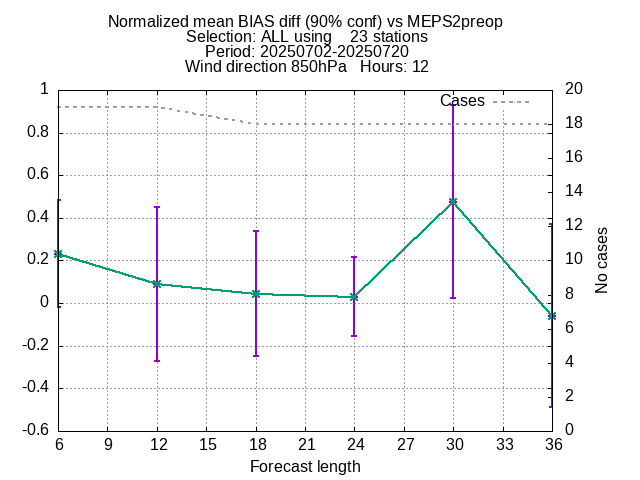 Normalized mean BIAS diff (90% conf) vs MEPS2preop
Selection: ALL using    23 stations
Period: 20250702-20250720
Wind direction 850hPa   Hours: 12
Cases
1
0.8
0.6
0.4
0.2
0
-0.2
-0.4
-0.6
20
18
16
14
12
10
8
6
4
2
0
No cases
6 9 12 15 18 21 24 27 30 33 36
Forecast length